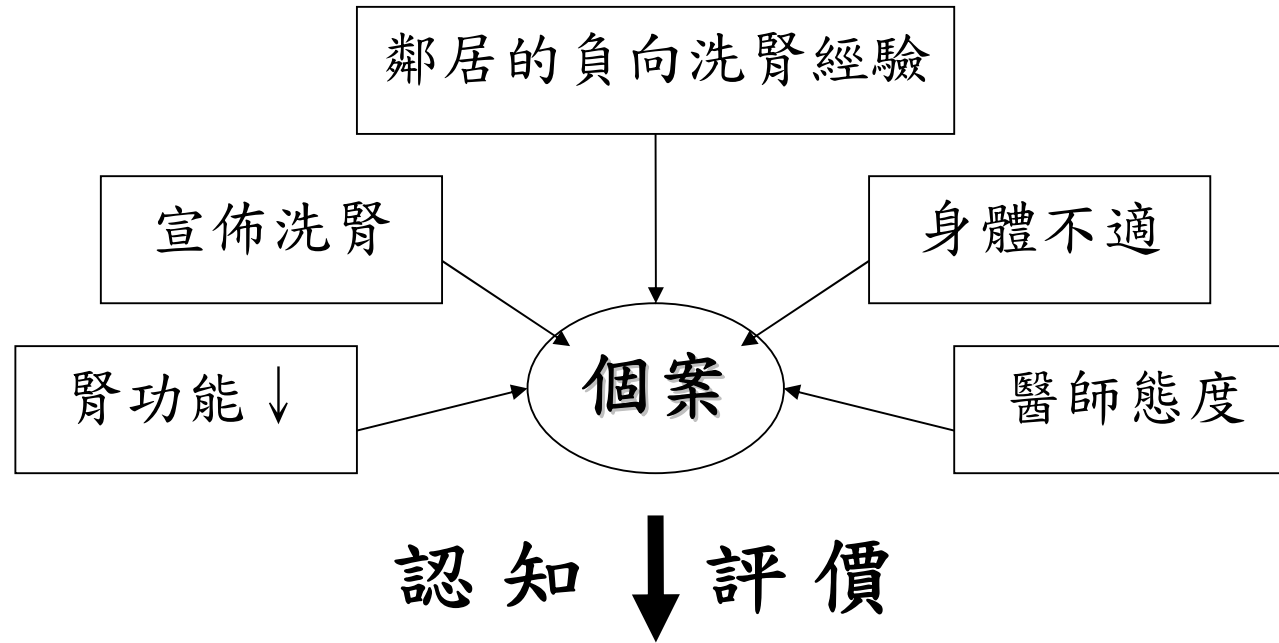 鄰居的負向洗腎經驗
宣佈洗腎
身體不適
腎功能↓
個案
醫師態度
認知 評價